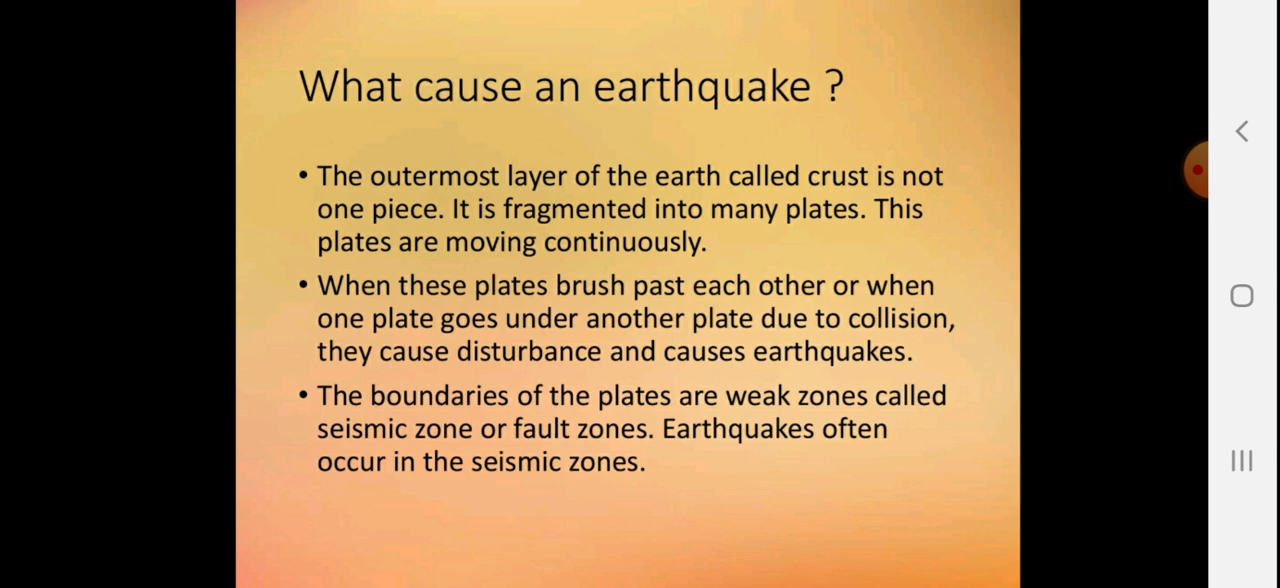 What cause an earthquake ?
• The outermost layer of the earth called crust is not
one piece. It is fragmented into many plates. This
plates are moving continuously.
• When these plates brush past each other or when
one plate goes under another plate due to collision,
they cause disturbance and causes earthquakes.
• The boundaries of the plates are weak zones called
seismic zone or fault zones. Earthquakes often
occur in the seismic zones.